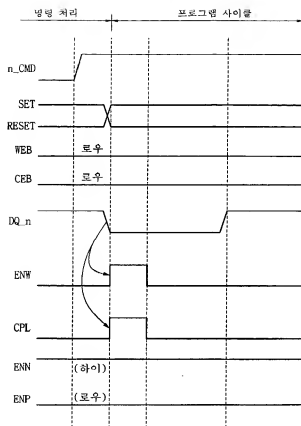 명령 처리 프로그램 사이클
n_CMD
SET
RESET
WEB 로우
CEB 로우
DQ_n
ENW
CPL
ENN (하이)
ENP (로우)